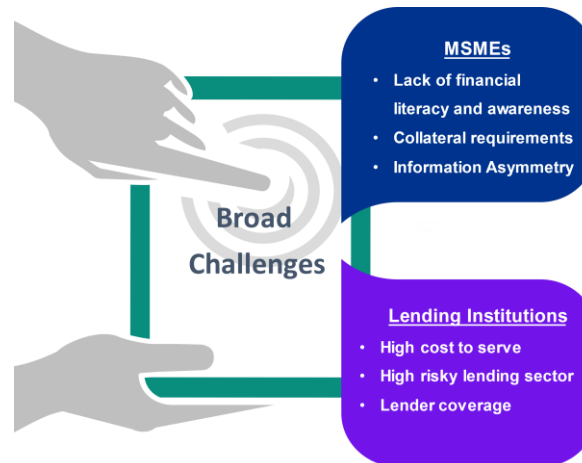 MSMEs
• Lack of financial
literacy and awareness
• Collateral requirements
• Information Asymmetry
Broad
Challenges
Lending Institutions
• High cost to serve
• High risky lending sector
• Lender coverage